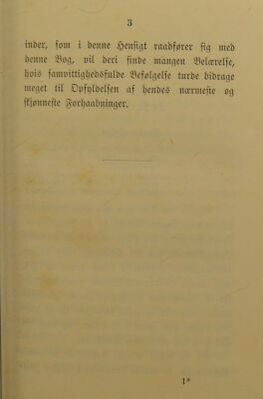 3
inder, som i denne Hensigt raadfører sig med
denne Bog, vil deri finde mangen Belærelse,
hvis samvittighedsfulde Befølgelse turde bidrage
meget til Opfyldelsen af hendes nærmeste og
skjønneste Forhaabninger.
1*